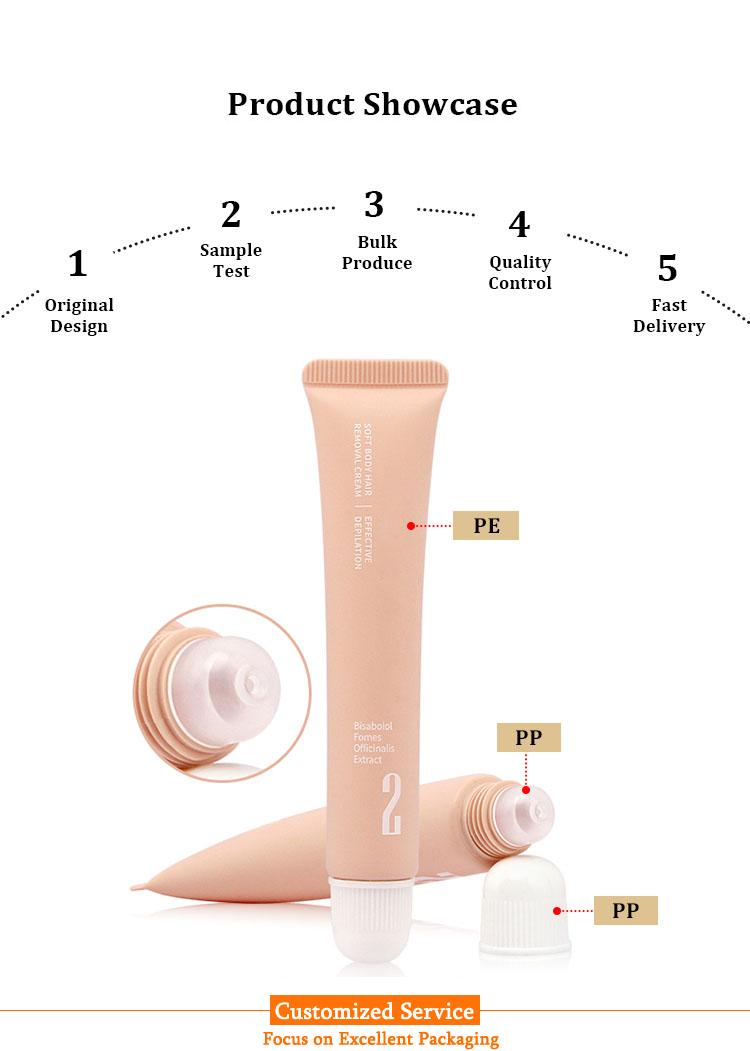 Product Showcase
1
Original
Design
2
Sample
Test
3
Bulk
Produce
4
Quality
Control
5
Fast
Delivery
SOFT BODY HAIR
REMOVAL CREAM
EFFECTIVE
DEPILATION
PE
Bisabolol
Fomes
Officinalis
Extract
2
PP
PP
Customized Service
Focus on Excellent Packaging